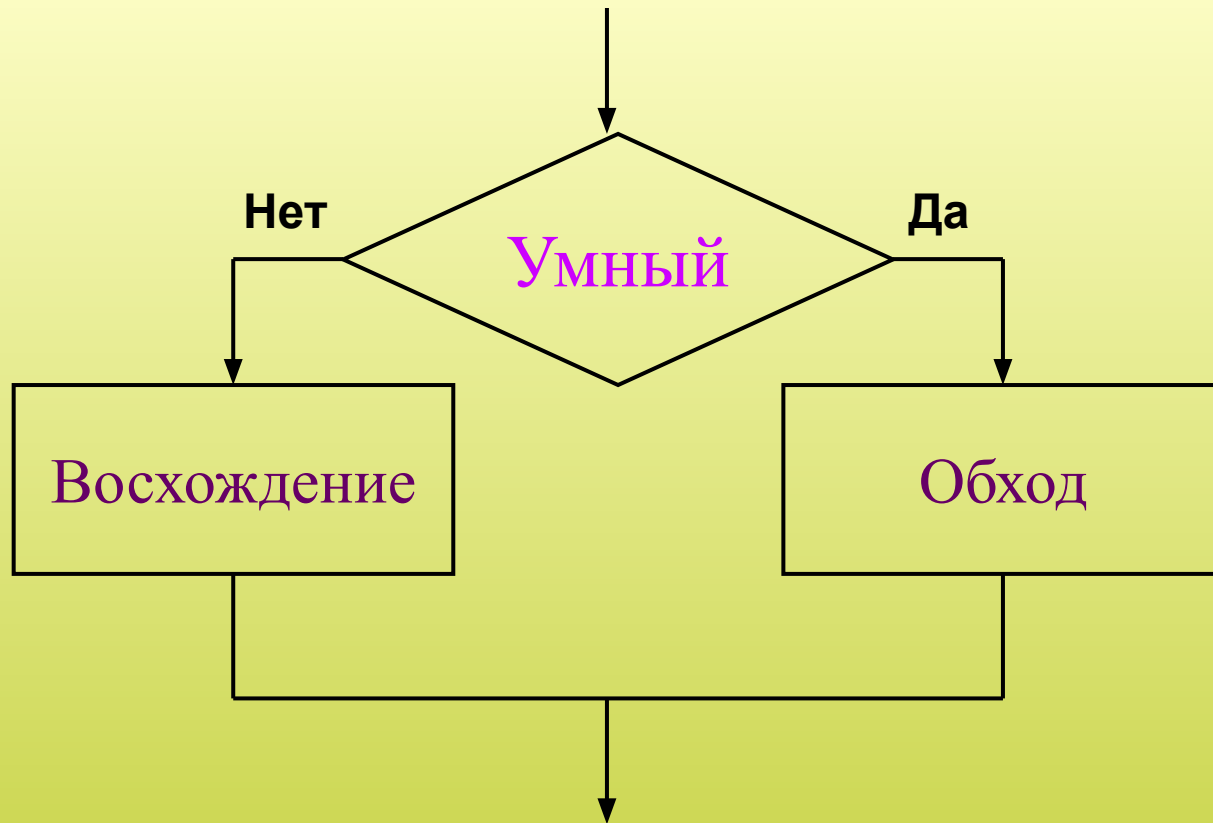 Нет
Да
Умный
Восхождение
Обход